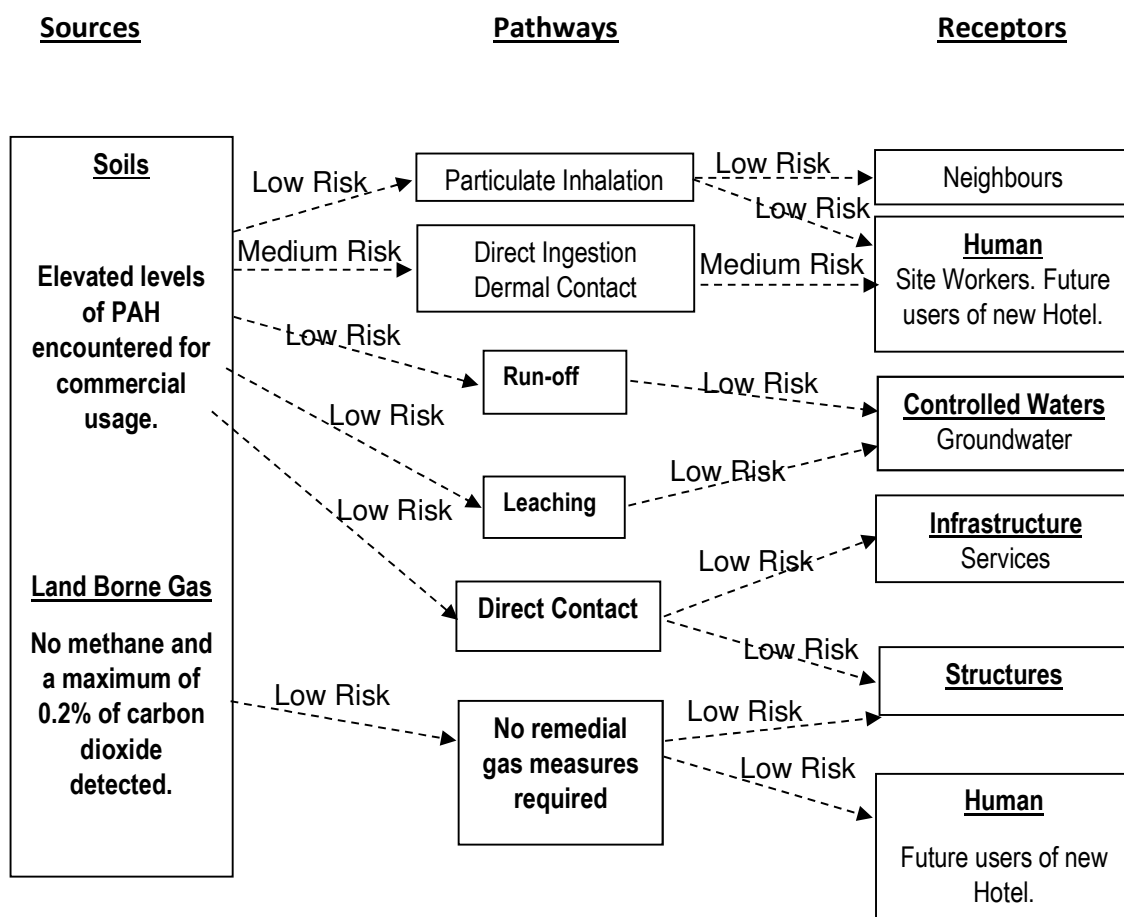 Sources
Pathways
Receptors
Soils
Elevated levels
of PAH
encountered for
commercial
usage.
Land Borne Gas
No methane and
a maximum of
0.2% of carbon
dioxide
detected.
Low Risk
Medium Risk
Low Risk
Low Risk
Low Risk
Low Risk
Particulate Inhalation
Direct Ingestion
Dermal Contact
Run-off
Leaching
Direct Contact
No remedial
gas measures
required
Low Risk
Low Risk
Medium Risk
Low Risk
Low Risk
Low Risk
Low Risk
Low Risk
Low Risk
Neighbours
Human
Site Workers. Future
users of new Hotel.
Controlled Waters
Groundwater
Infrastructure
Services
Structures
Human
Future users of new
Hotel.